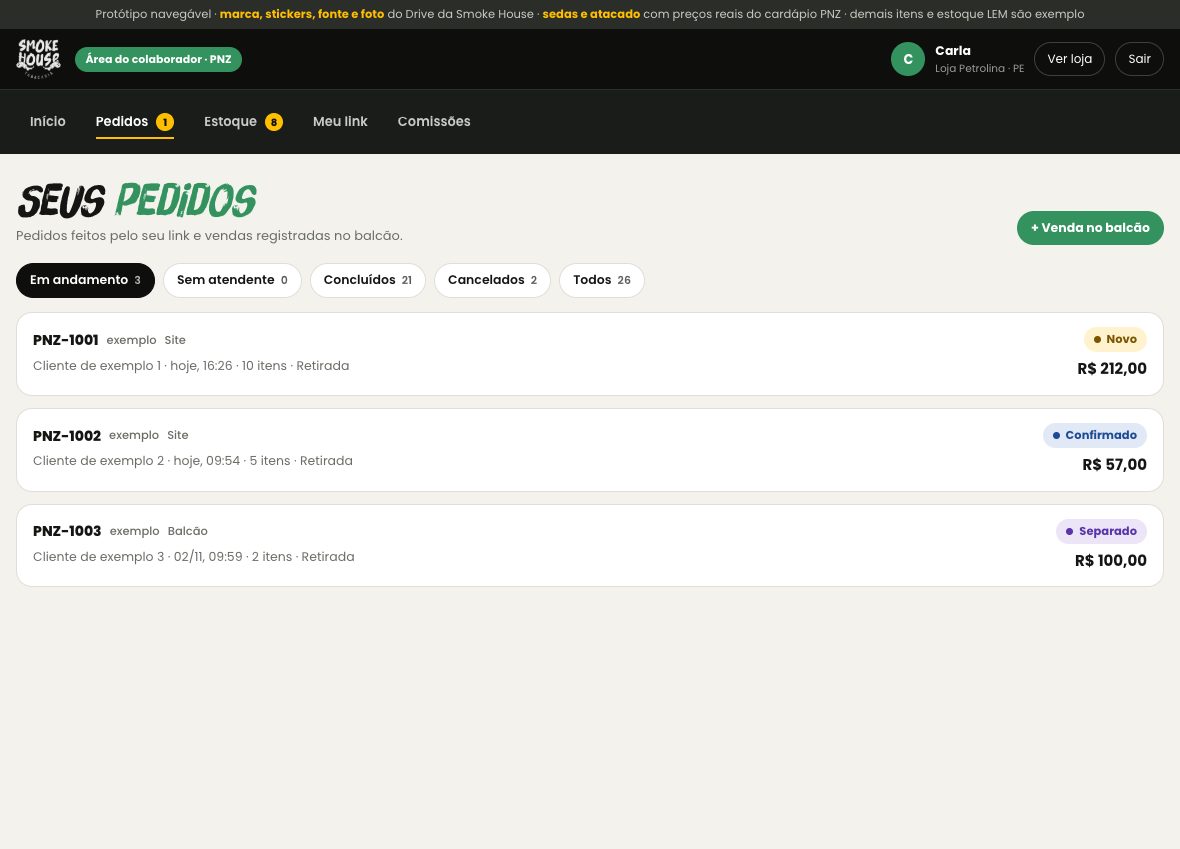 Protótipo navegável · marca, stickers, fonte e foto do Drive da Smoke House · sedas e atacado com preços reais do cardápio PNZ · demais itens e estoque LEM são exemplo
SMOKE
HOUSE
Área do colaborador · PNZ
C
Carla
Loja Petrolina · PE
Ver loja
Sair
Início
Pedidos 1
Estoque 8
Meu link
Comissões
SEUS PEDIDOS
Pedidos feitos pelo seu link e vendas registradas no balcão.
+ Venda no balcão
Em andamento 3
Sem atendente 0
Concluídos 21
Cancelados 2
Todos 26
PNZ-1001 exemplo Site
Novo
Cliente de exemplo 1 · hoje, 16:26 · 10 itens · Retirada
R$ 212,00
PNZ-1002 exemplo Site
Confirmado
Cliente de exemplo 2 · hoje, 09:54 · 5 itens · Retirada
R$ 57,00
PNZ-1003 exemplo Balcão
Separado
Cliente de exemplo 3 · 02/11, 09:59 · 2 itens · Retirada
R$ 100,00